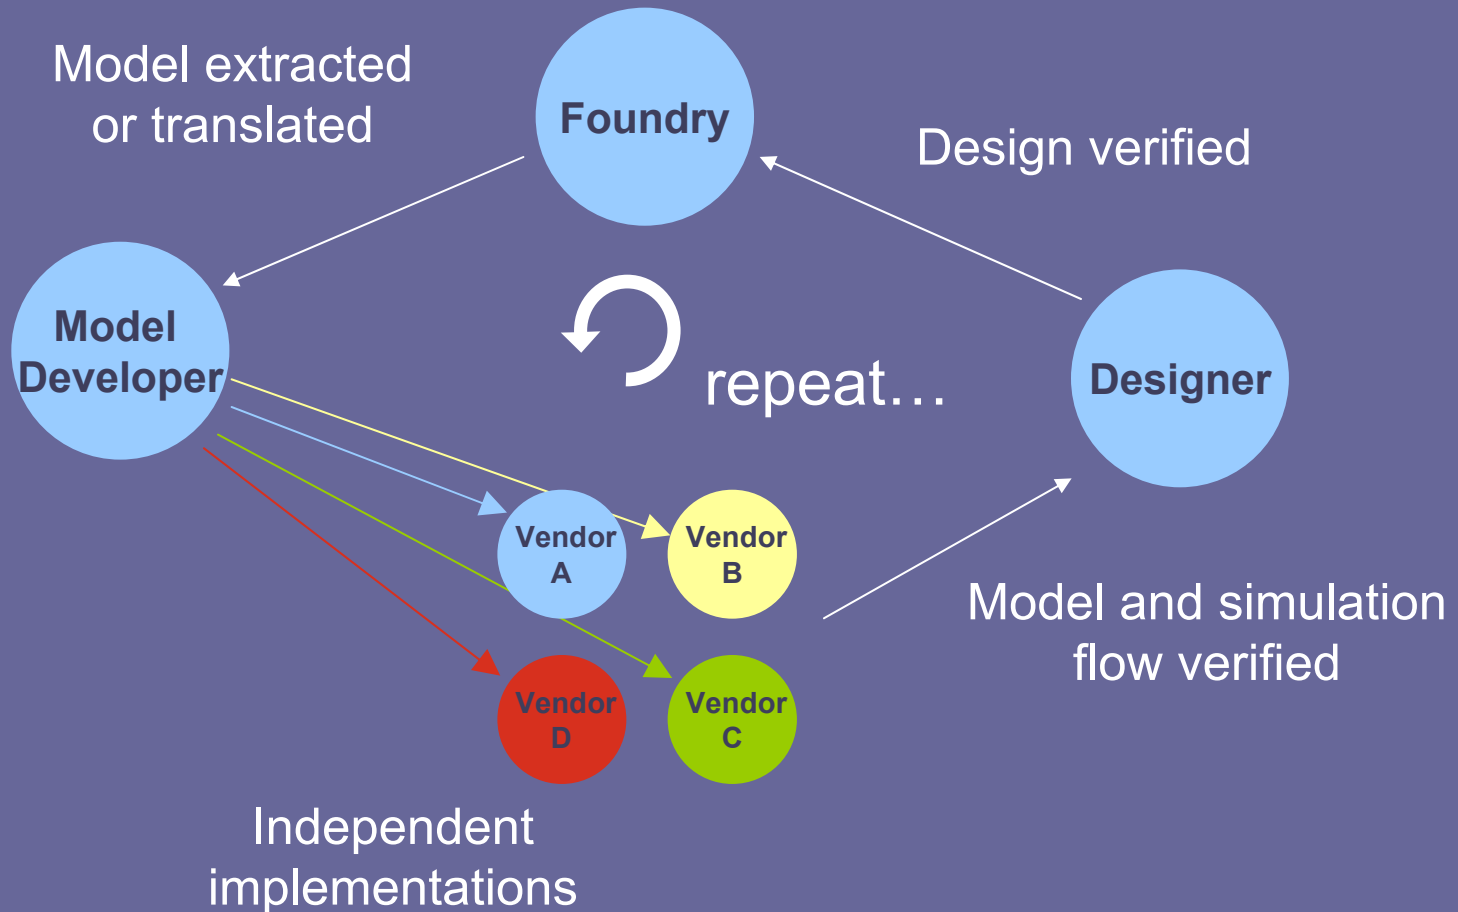 Model extracted
or translated
Foundry
Design verified
Model
Developer
repeat…
Designer
Vendor
A
Vendor
B
Model and simulation
flow verified
Vendor
D
Vendor
C
Independent
implementations